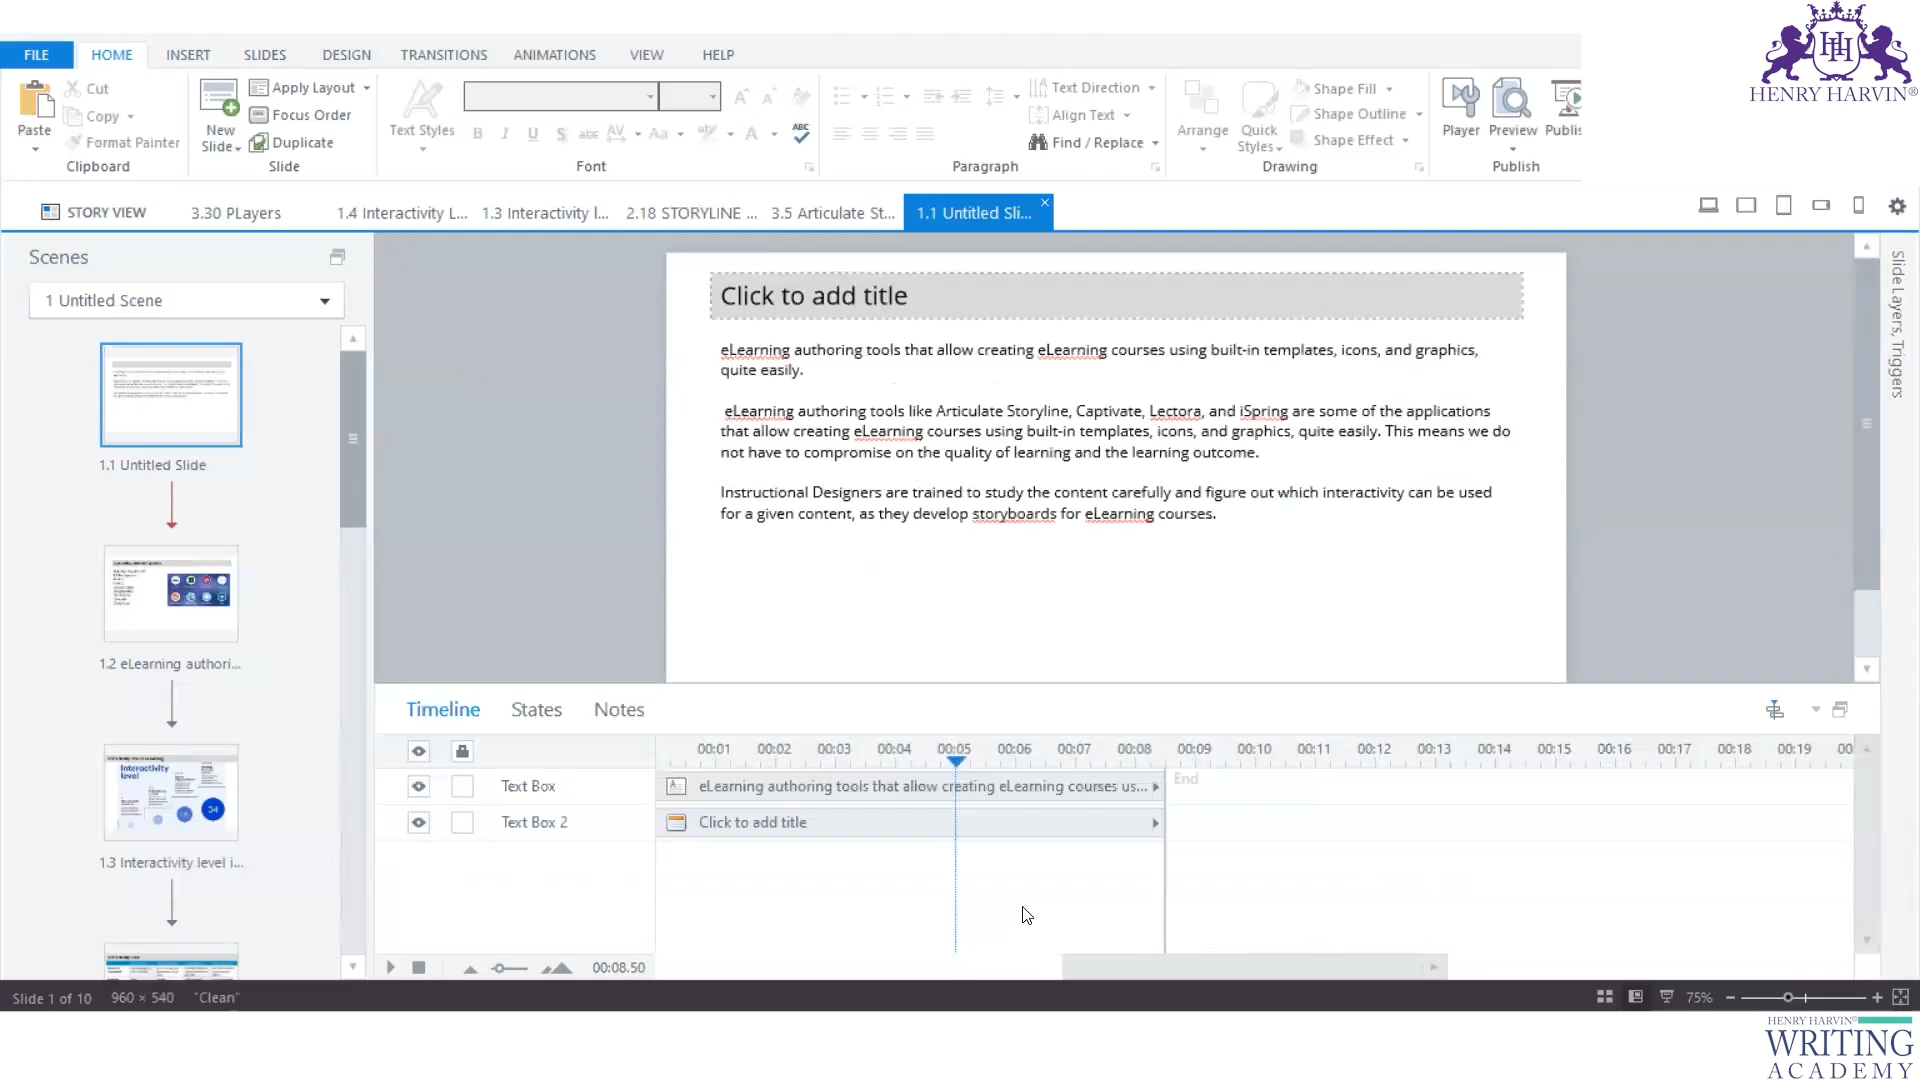 HENRY HARVIN®
FILE HOME INSERT SLIDES DESIGN TRANSITIONS ANIMATIONS VIEW HELP
Paste
Cut
Copy
Format Painter
Clipboard
New
Slide
Apply Layout
Focus Order
Duplicate
Slide
Text Styles
Font
Text Direction
Align Text
Find / Replace
Paragraph
Arrange
Quick
Styles
Shape Fill
Shape Outline
Shape Effect
Drawing
Player
Preview
Publis
Publish
STORY VIEW 3.30 PLayers 1.4 Interactivity L... 1.3 Interactivity l... 2.18 STORYLINE ... 3.5 Articulate St... 1.1 Untitled Sli...
Scenes
1 Untitled Scene
1.1 Untitled Slide
1.2 eLearning authori...
Interactivity
level
04
1.3 Interactivity level i...
Click to add title
eLearning authoring tools that allow creating eLearning courses using built-in templates, icons, and graphics,
quite easily.
eLearning authoring tools like Articulate Storyline, Captivate, Lectora, and iSpring are some of the applications
that allow creating eLearning courses using built-in templates, icons, and graphics, quite easily. This means we do
not have to compromise on the quality of learning and the learning outcome.
Instructional Designers are trained to study the content carefully and figure out which interactivity can be used
for a given content, as they develop storyboards for eLearning courses.
Slide Layers, Triggers
Timeline States Notes
00:01 00:02 00:03 00:04 00:05 00:06 00:07 00:08 00:09 00:10 00:11 00:12 00:13 00:14 00:15 00:16 00:17 00:18 00:19 00
Text Box eLearning authoring tools that allow creating eLearning courses us... End
Text Box 2 Click to add title
00:08.50
Slide 1 of 10 960 × 540 "Clean" 75%
HENRY HARVIN®
WRITING
ACADEMY